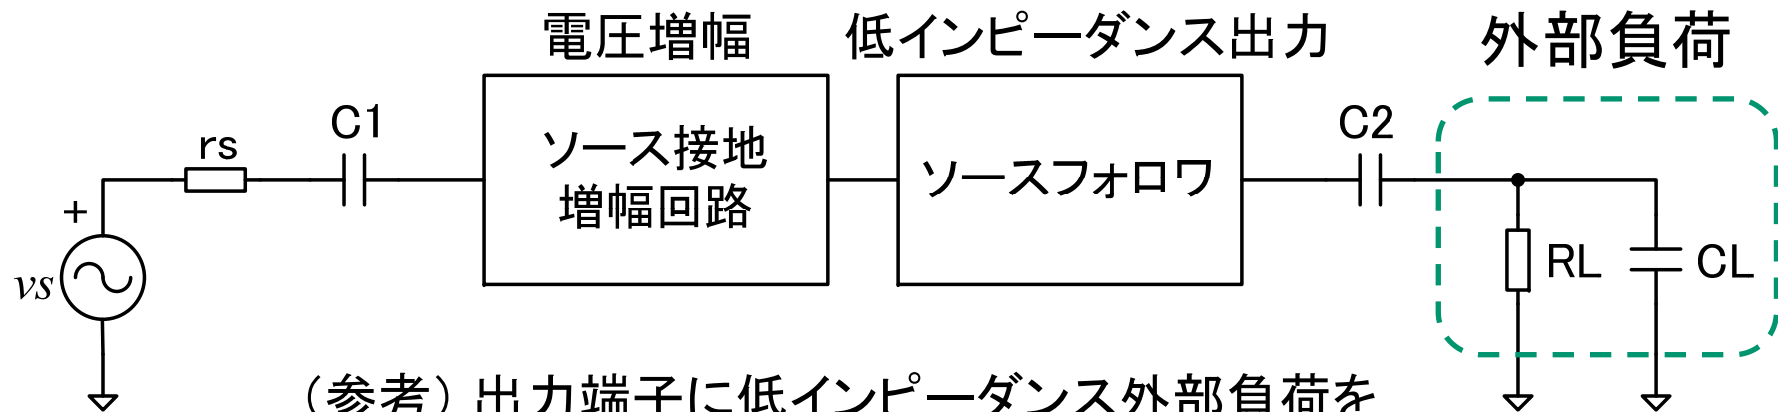 電圧増幅
低インピーダンス出力
外部負荷
C1
rs
ソース接地
増幅回路
ソースフォロワ
C2
+
vs
RL
CL
（参考）出力端子に低インピーダンス外部負荷を